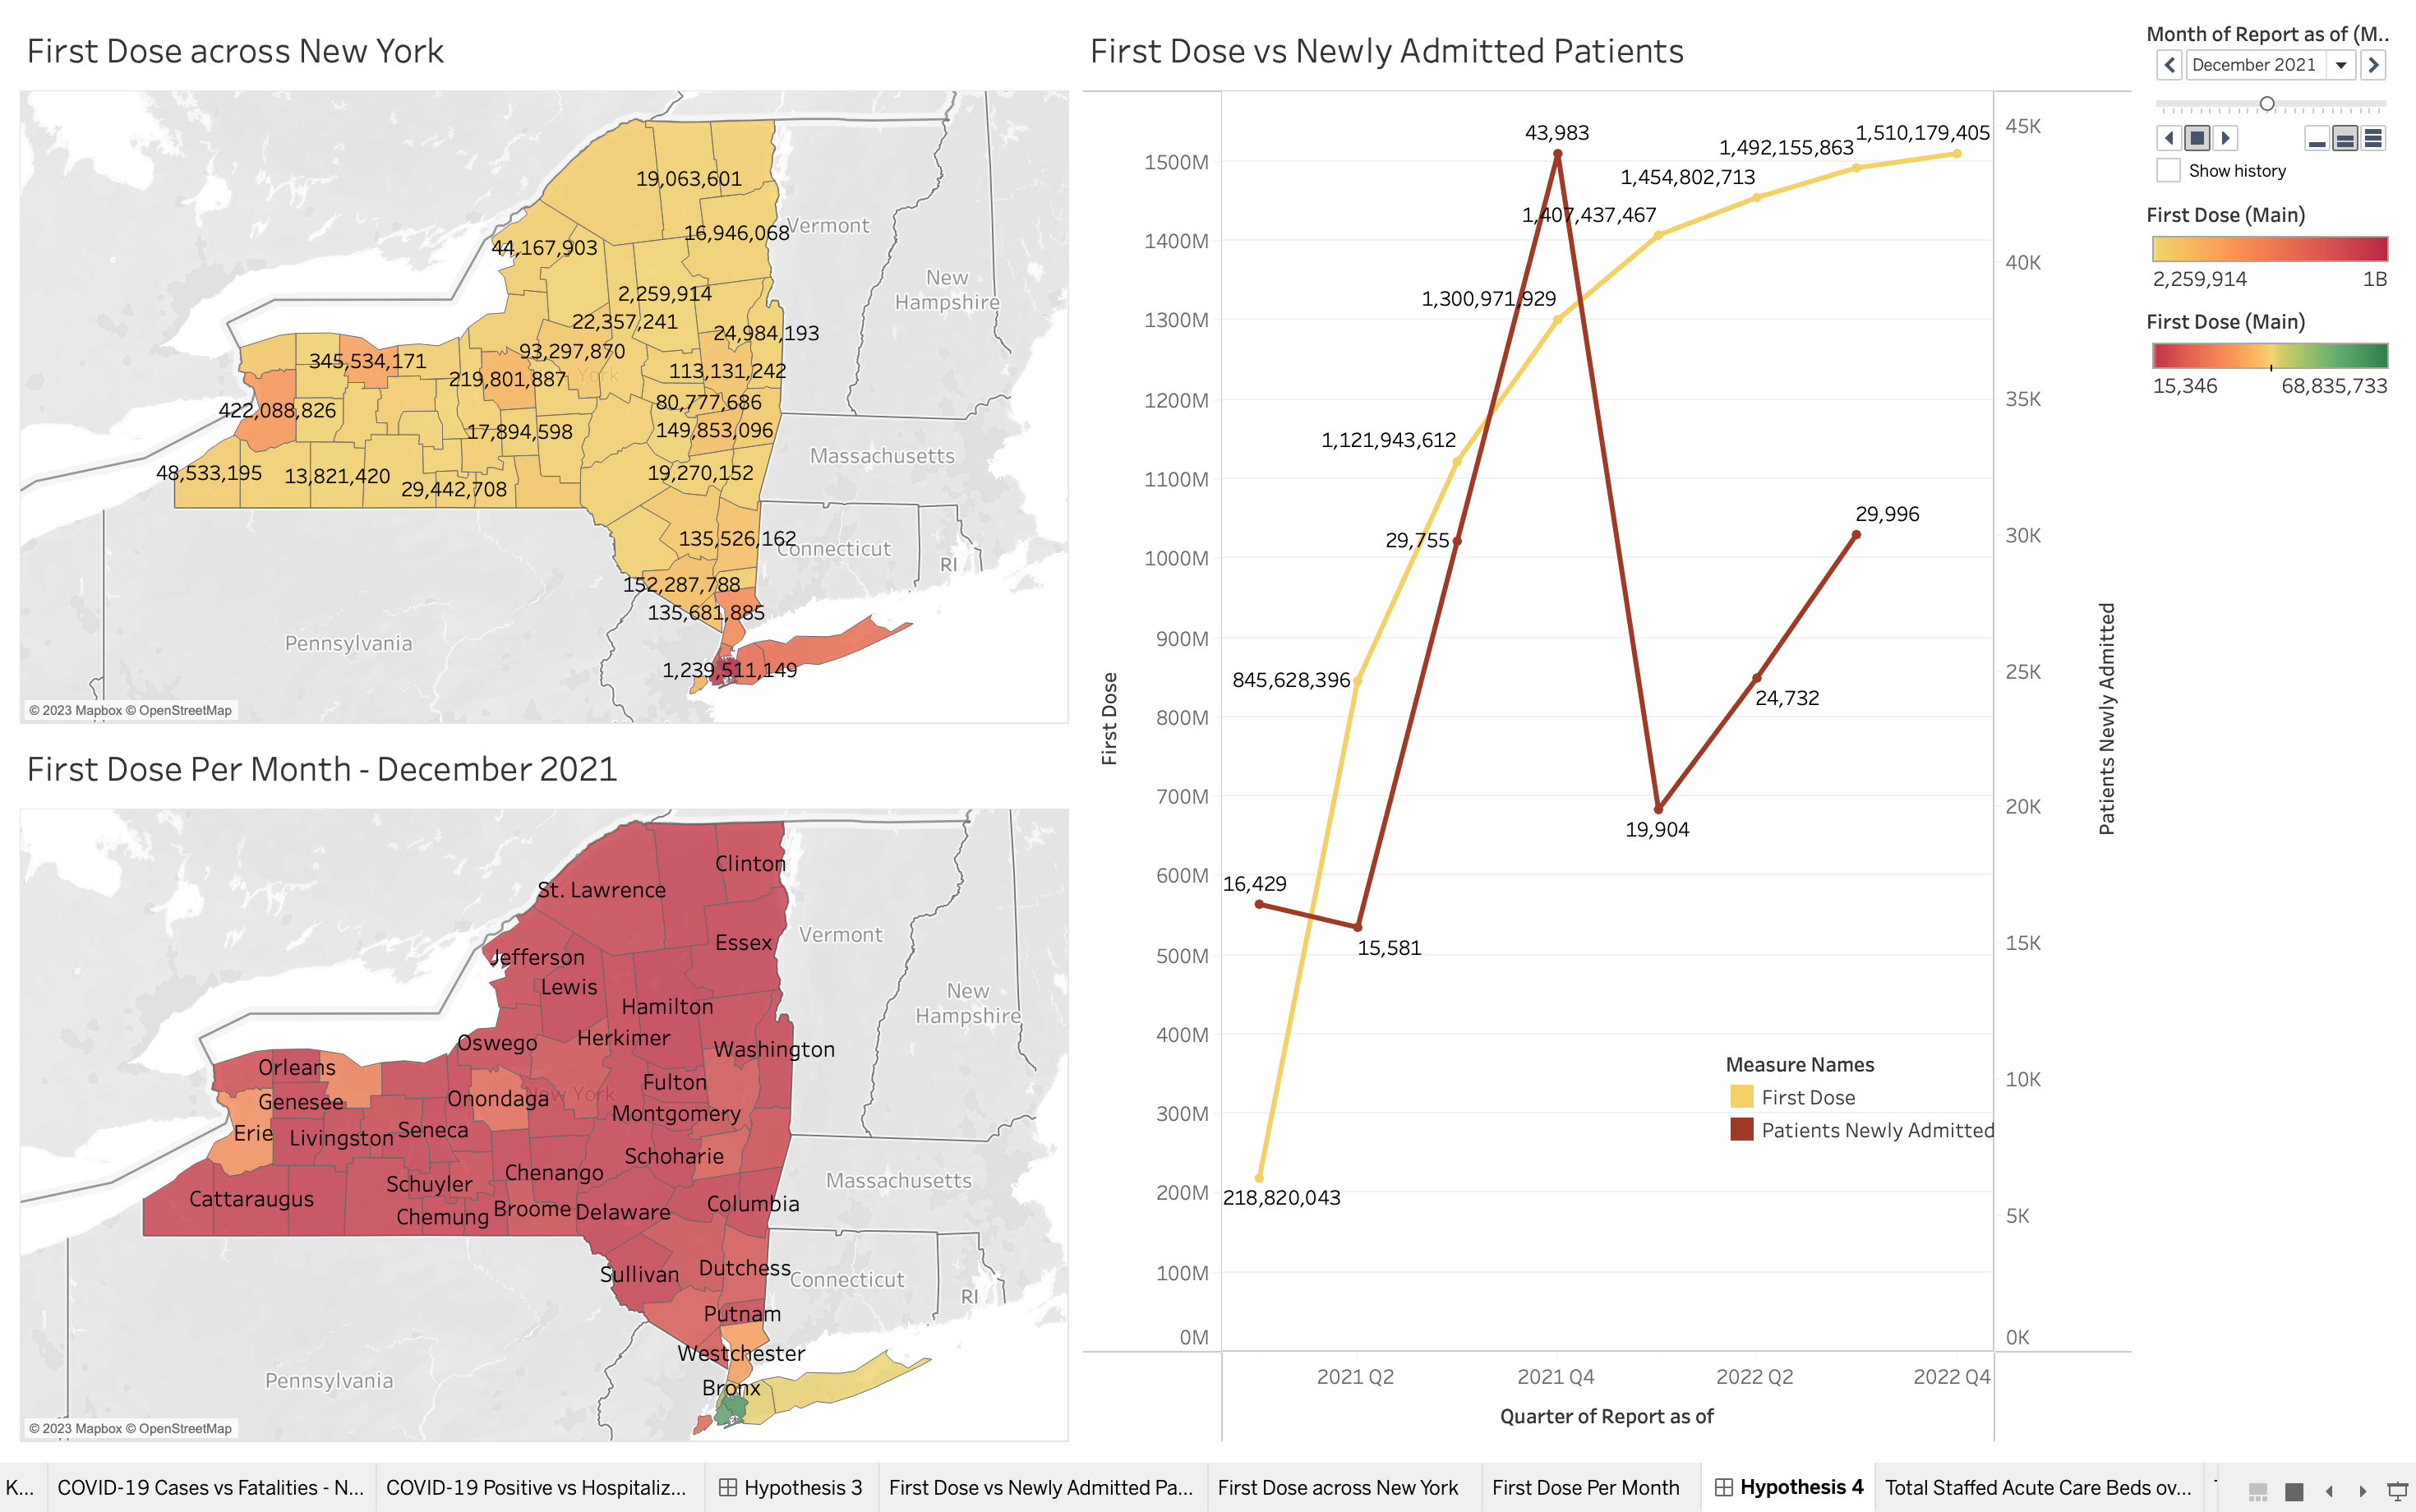 First Dose across New York
19,063,601
16,946,068
Vermont
44,167,903
New
Hampshire
2,259,914
22,357,241
24,984,193
93,297,870
345,534,171
219,801,887
113,131,242
422,088,826
80,777,686
17,894,598
149,853,096
Massachusetts
48,533,195
13,821,420
29,442,708
19,270,152
135,526,162
Connecticut
RI
152,287,788
135,681,885
Pennsylvania
1,239,511,149
© 2023 Mapbox © OpenStreetMap
First Dose Per Month - December 2021
Clinton
St. Lawrence
Essex
Vermont
Jefferson
Lewis
New
Hampshire
Hamilton
Herkimer
Oswego
Washington
Orleans
Fulton
Genesee
Onondaga
New York
Montgomery
Erie
Livingston
Seneca
Schoharie
Chenango
Massachusetts
Schuyler
Cattaraugus
Columbia
Chemung
Broome
Delaware
Dutchess
Sullivan
Connecticut
RI
Putnam
Westchester
Pennsylvania
Bronx
© 2023 Mapbox © OpenStreetMap
First Dose vs Newly Admitted Patients
1500M
1400M
1300M
1200M
1100M
1000M
900M
800M
700M
600M
500M
400M
300M
200M
100M
0M
First Dose
43,983
1,510,179,405
1,492,155,863
1,454,802,713
1,407,437,467
1,300,971,929
1,121,943,612
29,755
29,996
845,628,396
24,732
19,904
16,429
15,581
218,820,043
Measure Names
First Dose
Patients Newly Admitted
45K
40K
35K
30K
25K
20K
15K
10K
5K
0K
Patients Newly Admitted
2021 Q2
2021 Q4
2022 Q2
2022 Q4
Quarter of Report as of
Month of Report as of (M..
December 2021
Show history
First Dose (Main)
2,259,914
1B
First Dose (Main)
15,346
68,835,733
K...
COVID-19 Cases vs Fatalities - N...
COVID-19 Positive vs Hospitaliz...
Hypothesis 3
First Dose vs Newly Admitted Pa...
First Dose across New York
First Dose Per Month
Hypothesis 4
Total Staffed Acute Care Beds ov...